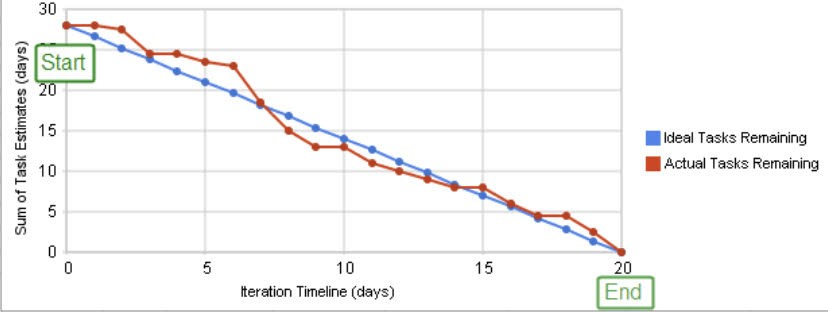 30
Start
20
15
10
5
0
Sum of Task Estimates (days)
0 5 10 15 20
Iteration Timeline (days)
End
Ideal Tasks Remaining
Actual Tasks Remaining